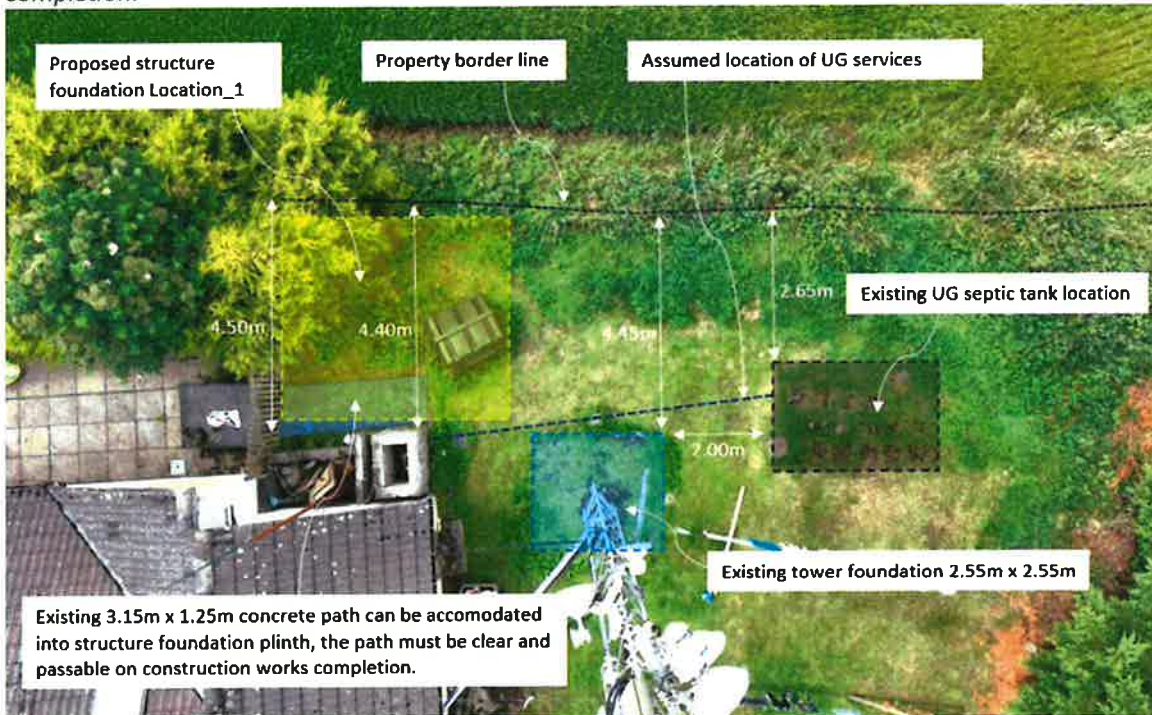 Proposed structure
foundation Location_1
Property border line
Assumed location of UG services
4.50m
4.40m
4.45m
2.65m
Existing UG septic tank location
2.00m
Existing tower foundation 2.55m x 2.55m
Existing 3.15m x 1.25m concrete path can be accomodated
into structure foundation plinth, the path must be clear and
passable on construction works completion.